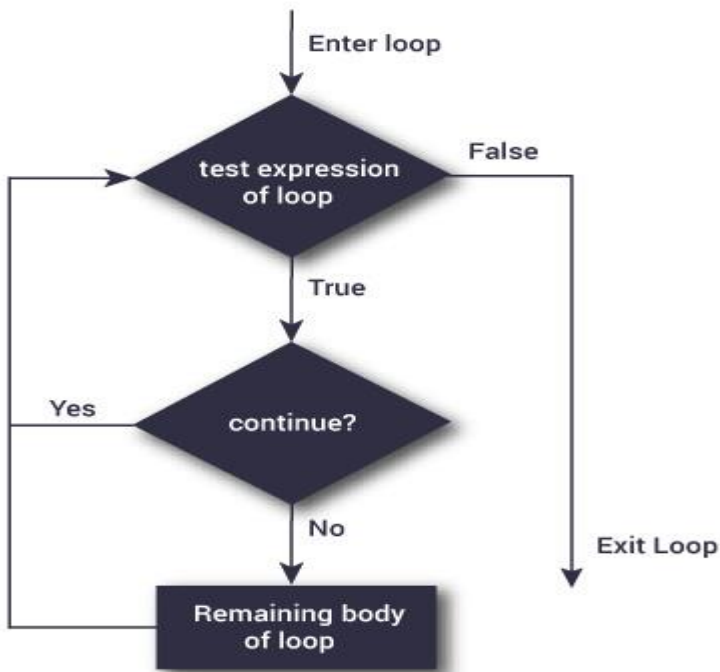 Enter loop
test expression
of loop
False
True
continue?
Yes
No
Exit Loop
Remaining body
of loop